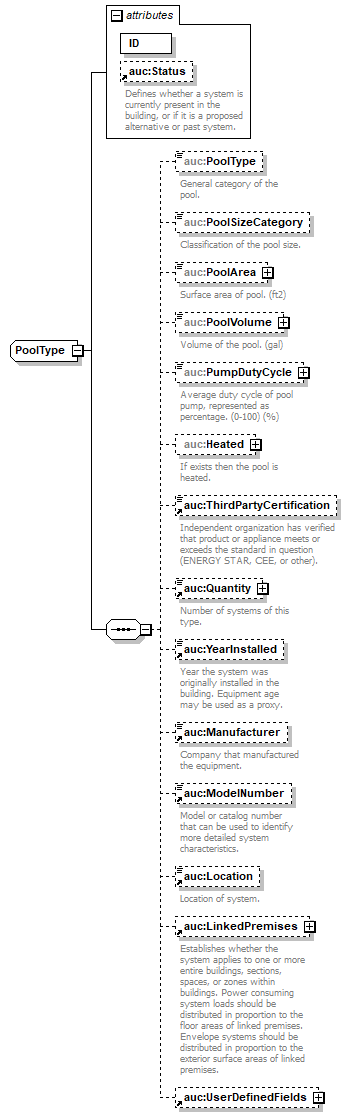 attributes
ID
auc:Status
Defines whether a system is
currently present in the
building, or if it is a proposed
alternative or past system.
auc:PoolType
General category of the
pool.
auc:PoolSizeCategory
Classification of the pool size.
auc:PoolArea
Surface area of pool. (ft2)
auc:PoolVolume
Volume of the pool. (gal)
PoolType
auc:PumpDutyCycle
Average duty cycle of pool
pump, represented as
percentage. (0-100) (%)
auc:Heated
If exists then the pool is
heated.
auc:ThirdPartyCertification
Independent organization has verified
that product or appliance meets or
exceeds the standard in question
(ENERGY STAR, CEE, or other).
auc:Quantity
Number of systems of this
type.
auc:YearInstalled
Year the system was
originally installed in the
building. Equipment age
may be used as a proxy.
auc:Manufacturer
Company that manufactured
the equipment.
auc:ModelNumber
Model or catalog number
that can be used to identify
more detailed system
characteristics.
auc:Location
Location of system.
auc:LinkedPremises
Establishes whether the
system applies to one or more
entire buildings, sections,
spaces, or zones within
buildings. Power consuming
system loads should be
distributed in proportion to the
floor areas of linked premises.
Envelope systems should be
distributed in proportion to the
exterior surface areas of linked
premises.
auc:UserDefinedFields